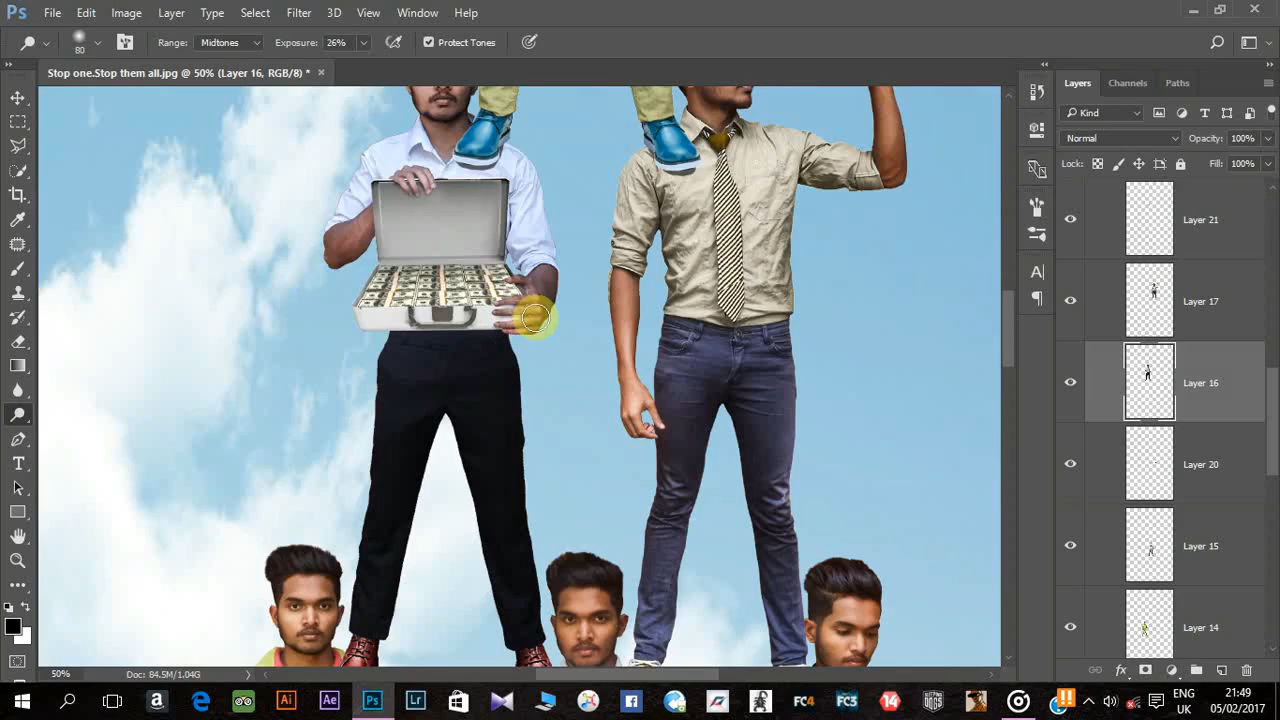 Ps File Edit Image Layer Type Select Filter 3D View Window Help
80 Range: Midtones Exposure: 26% Protect Tones
Stop one.Stop them all.jpg @ 50% (Layer 16, RGB/8) * ×
Layers Channels Paths
Kind
Normal Opacity: 100%
Lock: Fill: 100%
Layer 21
Layer 17
Layer 16
Layer 20
Layer 15
Layer 14
50% Doc: 84.5M/1.04G
Ai Ae Ps Lr FC4 FC3 14
ENG
UK
21:49
05/02/2017